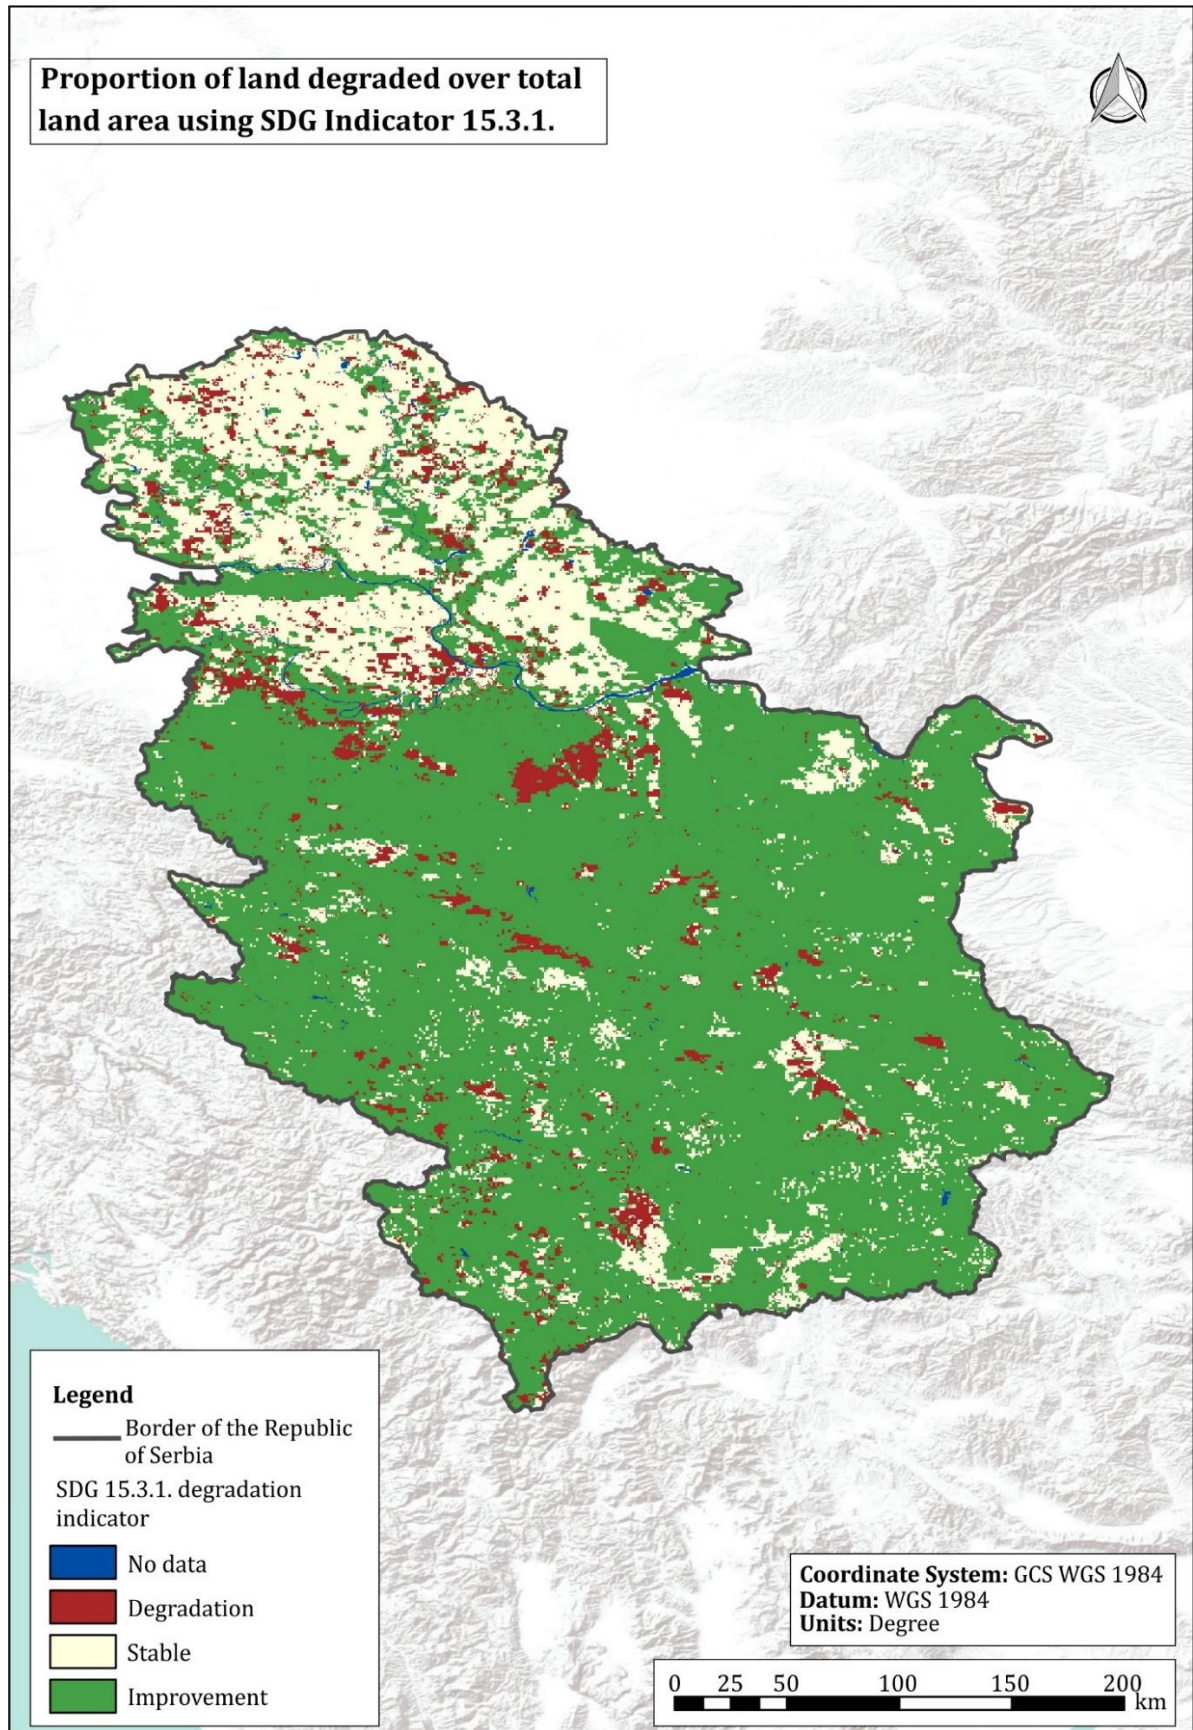 Proportion of land degraded over total
land area using SDG Indicator 15.3.1.
Legend
Border of the Republic
of Serbia
SDG 15.3.1. degradation
indicator
No data
Degradation
Stable
Improvement
Coordinate System: GCS WGS 1984
Datum: WGS 1984
Units: Degree
0 25 50 100 150 200
km